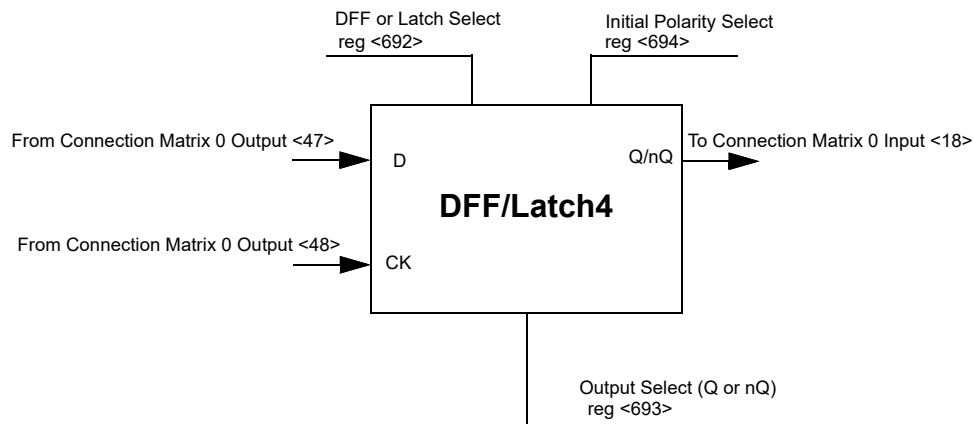 DFF or Latch Select
reg <692>
Initial Polarity Select
reg <694>
From Connection Matrix 0 Output <47>
D
Q/nQ
To Connection Matrix 0 Input <18>
DFF/Latch4
From Connection Matrix 0 Output <48>
CK
Output Select (Q or nQ)
reg <693>